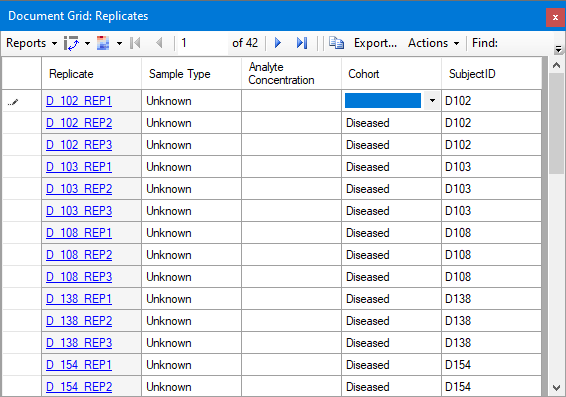 Document Grid: Replicates x
Reports 1 of 42 Export... Actions Find:
Replicate Sample Type Analyte Concentration Cohort SubjectID
D_102_REP1 Unknown D102
D_102_REP2 Unknown Diseased D102
D_102_REP3 Unknown Diseased D102
D_103_REP1 Unknown Diseased D103
D_103_REP2 Unknown Diseased D103
D_103_REP3 Unknown Diseased D103
D_108_REP1 Unknown Diseased D108
D_108_REP2 Unknown Diseased D108
D_108_REP3 Unknown Diseased D108
D_138_REP1 Unknown Diseased D138
D_138_REP2 Unknown Diseased D138
D_138_REP3 Unknown Diseased D138
D_154_REP1 Unknown Diseased D154
D_154_REP2 Unknown Diseased D154